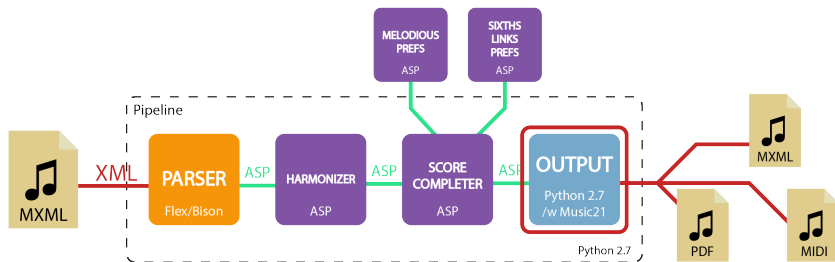 MELODIOUS
PREFS
ASP
SIXTHS
LINKS
PREFS
ASP
Pipeline
MXML
XML
PARSER
Flex/Bison
ASP
HARMONIZER
ASP
ASP
SCORE
COMPLETER
ASP
ASP
OUTPUT
Python 2.7
/w Music21
Python 2.7
MXML
PDF
MIDI